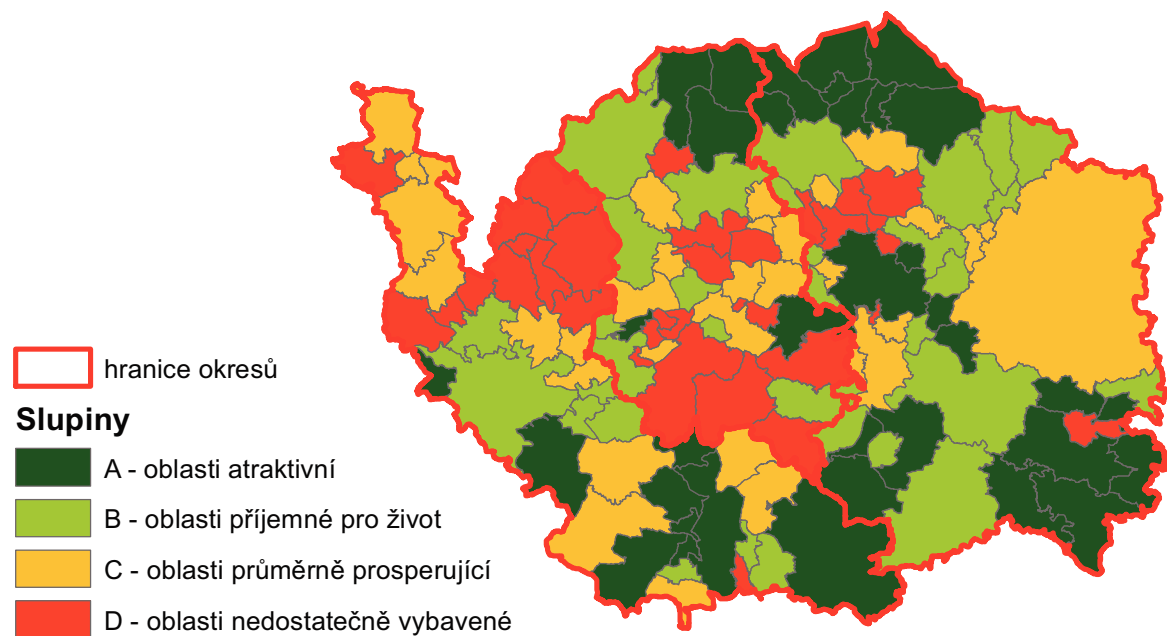 hranice okresů
Slupiny
A - oblasti atraktivní
B - oblasti příjemné pro život
C - oblasti průměrně prosperující
D - oblasti nedostatečně vybavené